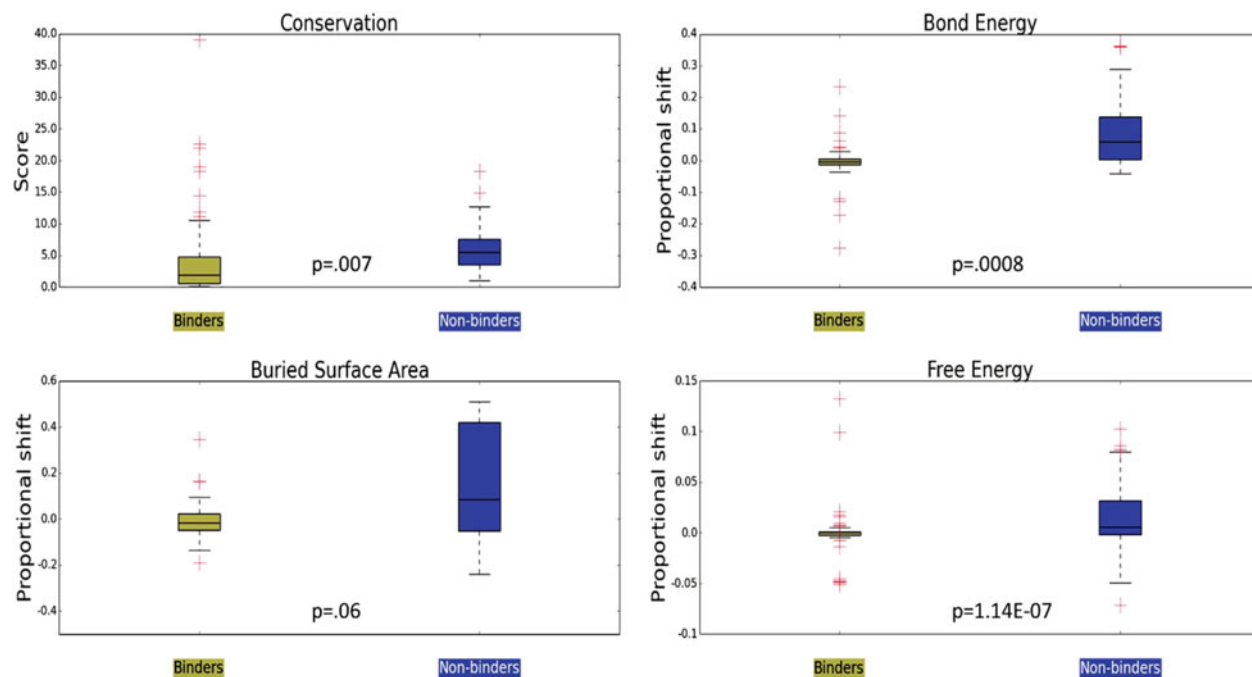 Conservation
Score
40.0
35.0
30.0
25.0
20.0
15.0
10.0
5.0
0.0
p=.007
Binders
Non-binders
Bond Energy
Proportional shift
0.4
0.3
0.2
0.1
0.0
-0.1
-0.2
-0.3
-0.4
p=.0008
Binders
Non-binders
Buried Surface Area
Proportional shift
0.6
0.4
0.2
0.0
-0.2
-0.4
p=.06
Binders
Non-binders
Free Energy
Proportional shift
0.15
0.10
0.05
0.0
-0.05
-0.1
p=1.14E-07
Binders
Non-binders